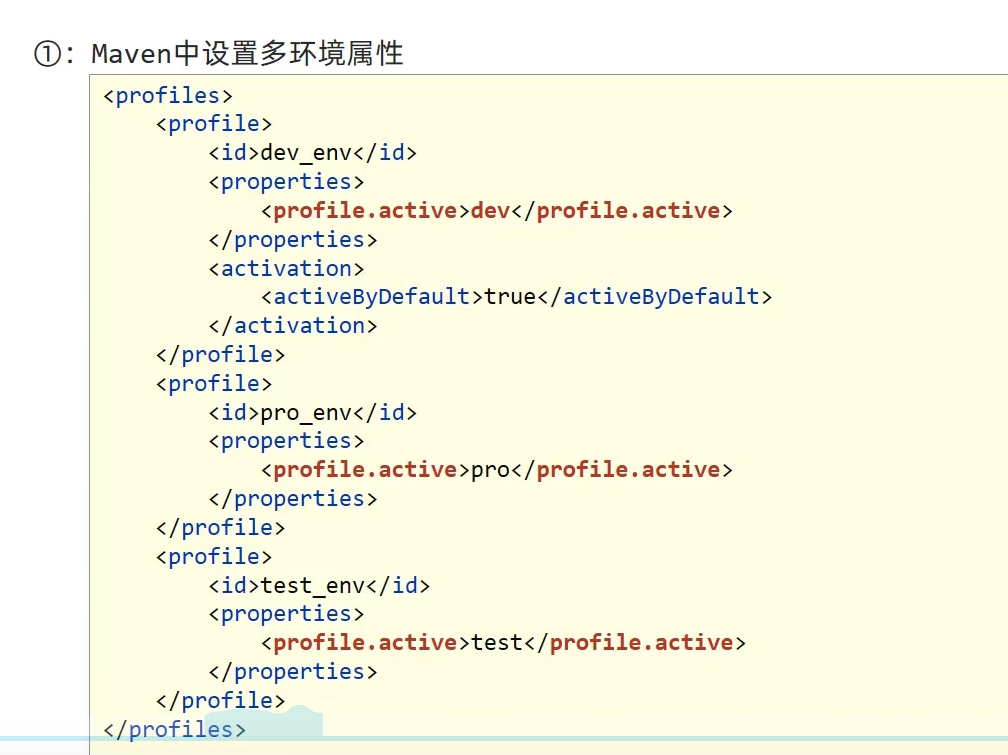 ①: Maven中设置多环境属性
<profiles>
    <profile>
        <id>dev_env</id>
        <properties>
            <profile.active>dev</profile.active>
        </properties>
        <activation>
            <activeByDefault>true</activeByDefault>
        </activation>
    </profile>
    <profile>
        <id>pro_env</id>
        <properties>
            <profile.active>pro</profile.active>
        </properties>
    </profile>
    <profile>
        <id>test_env</id>
        <properties>
            <profile.active>test</profile.active>
        </properties>
    </profile>
</profiles>